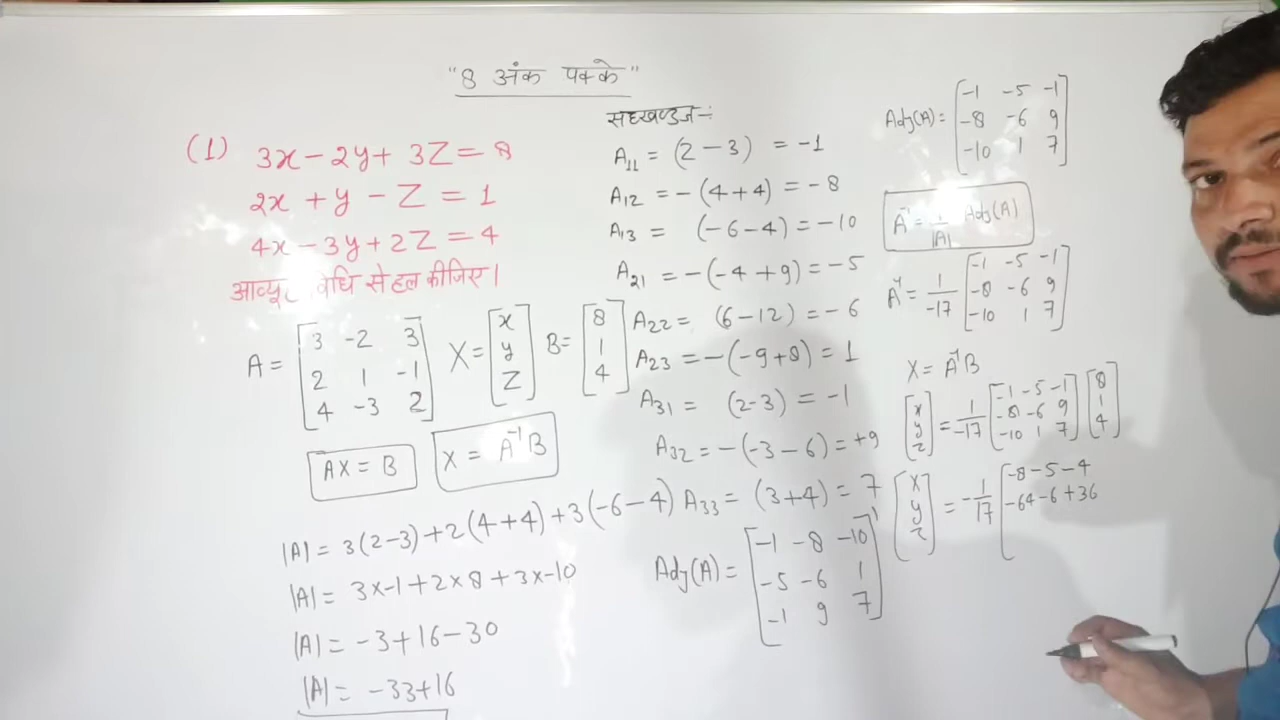 "8 अंक पक्के"
(1) 3x - 2y + 3Z = 8
2x + y - Z = 1
4x - 3y + 2Z = 4
से हल कीजिए।
A = [3 -2 3
2 1 -1
4 -3 2] X = [x
y
Z] B = [8
1
4]
AX = B
X = A⁻¹B
|A| = 3(2-3) + 2(4+4) + 3(-6-4)
|A| = 3x-1 + 2x8 + 3x-10
|A| = -3 + 16 - 30
|A| = -33 + 16
सहखण्डज :-
A₁₁ = (2-3) = -1
A₁₂ = -(4+4) = -8
A₁₃ = (-6-4) = -10
A₂₁ = -(-4+9) = -5
A₂₂ = (6-12) = -6
A₂₃ = -(-9+8) = 1
A₃₁ = (2-3) = -1
A₃₂ = -(-3-6) = +9
A₃₃ = (3+4) = 7
Adj(A) = [-1 -8 -10
-5 -6 1
-1 9 7]'
Adj(A) = [-1 -5 -1
-8 -6 9
-10 1 7]
A⁻¹ = 1/|A| Adj(A)
A⁻¹ = 1/-17 [-1 -5 -1
-8 -6 9
-10 1 7]
X = A⁻¹B
[x
y
z] = 1/-17 [-1 -5 -1
-8 -6 9
-10 1 7] [8
1
4]
[x
y
z] = -1/17 [-8-5-4
-64-6+36